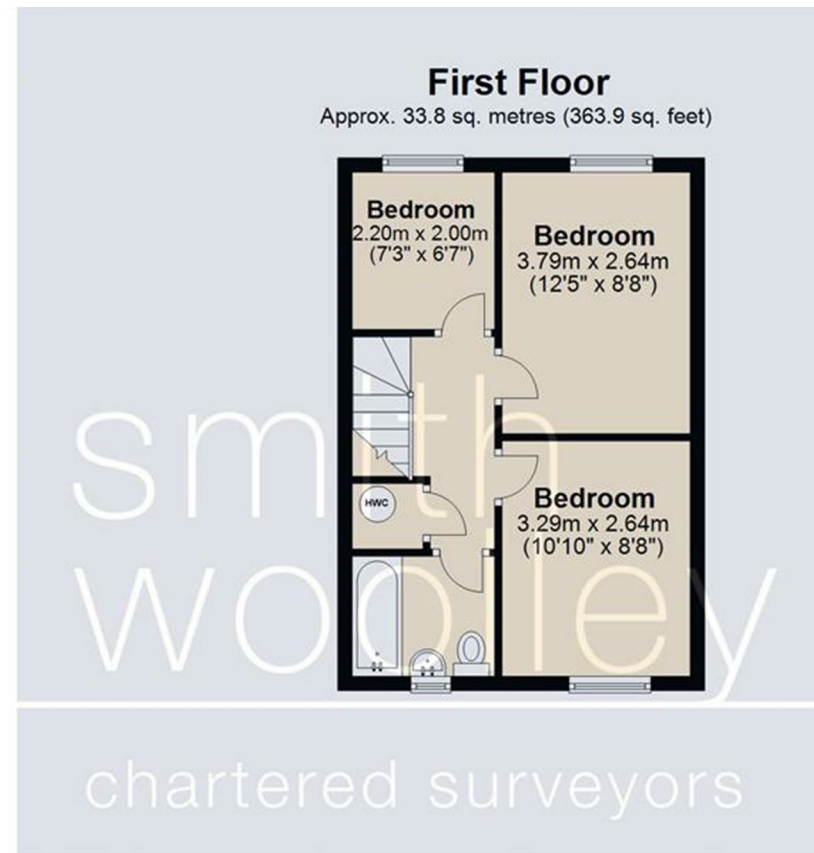 First Floor
Approx. 33.8 sq. metres (363.9 sq. feet)
Bedroom
2.20m x 2.00m
(7'3" x 6'7")
Bedroom
3.79m x 2.64m
(12'5" x 8'8")
smith
HWC
Bedroom
3.29m x 2.64m
(10'10" x 8'8")
woolley
chartered surveyors